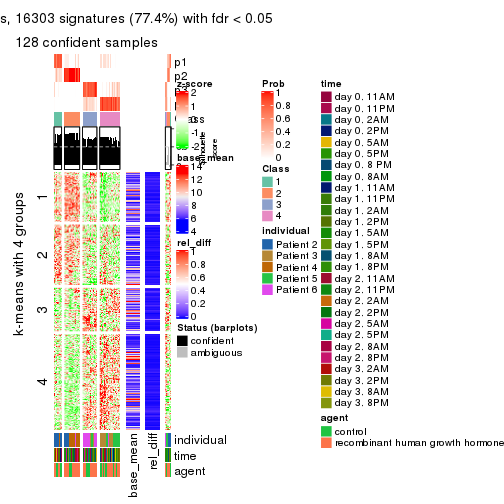 s, 16303 signatures (77.4%) with fdr < 0.05
128 confident samples
p1
p2
z-score
2
1
0
-1
-2
Prob
1
0.8
0.6
0.4
0.2
0
Class
1
2
3
4
base_mean
14
12
10
8
6
4
rel_diff
1
0.8
0.6
0.4
0.2
0
Status (barplots)
confident
ambiguous
individual
Patient 2
Patient 3
Patient 4
Patient 5
Patient 6
time
day 0. 11AM
day 0. 11PM
day 0. 2AM
day 0. 2PM
day 0. 5AM
day 0. 5PM
day 0. 8 PM
day 0. 8AM
day 1. 11AM
day 1. 11PM
day 1. 2AM
day 1. 2PM
day 1. 5AM
day 1. 5PM
day 1. 8AM
day 1. 8PM
day 2. 11AM
day 2. 11PM
day 2. 2AM
day 2. 2PM
day 2. 5AM
day 2. 5PM
day 2. 8AM
day 2. 8PM
day 3. 2AM
day 3. 2PM
day 3. 8AM
day 3. 8PM
agent
control
recombinant human growth hormone
k-means with 4 groups
1
2
3
4
individual
time
agent
base_mean
rel_diff